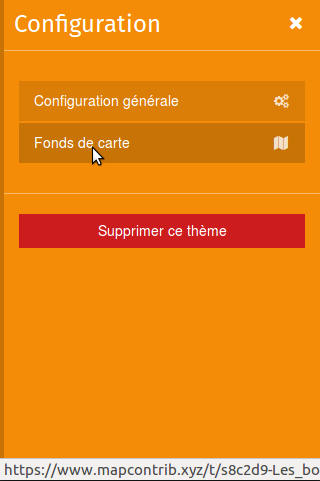 Configuration
Configuration générale
Fonds de carte
Supprimer ce thème
https://www.mapcontrib.xyz/t/s8c2d9-Les_bo